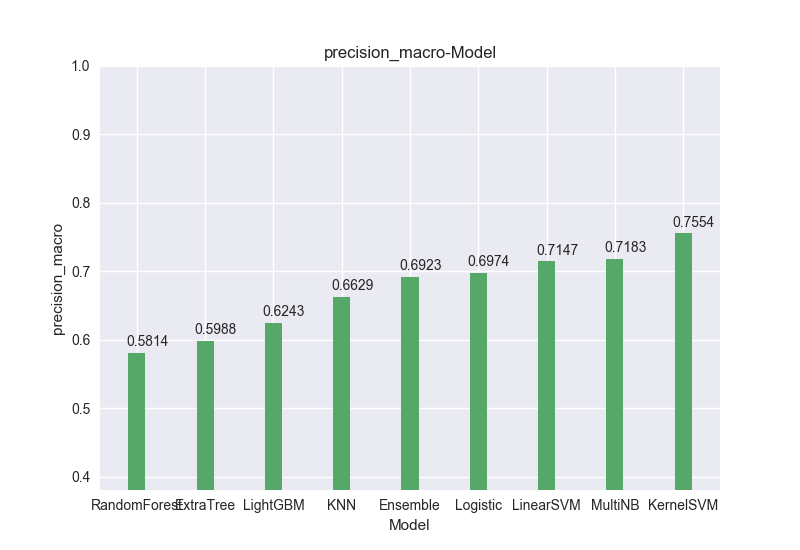 precision_macro-Model
1.0
0.9
0.8
0.7
0.6
0.5
0.4
precision_macro
0.5814
0.5988
0.6243
0.6629
0.6923
0.6974
0.7147
0.7183
0.7554
RandomForest
ExtraTree
LightGBM
KNN
Ensemble
Logistic
LinearSVM
MultiNB
KernelSVM
Model